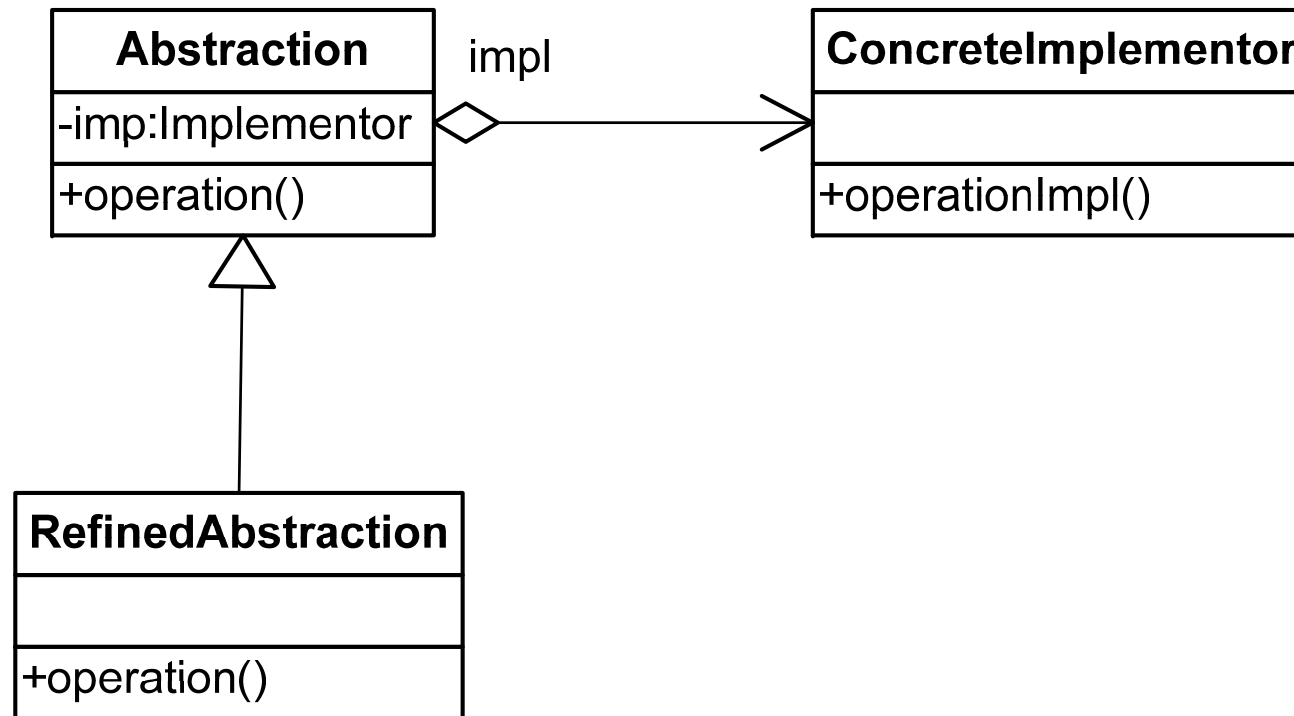 Abstraction
-imp:Implementor
+operation()
impl
ConcreteImplementor
+operationImpl()
RefinedAbstraction
+operation()